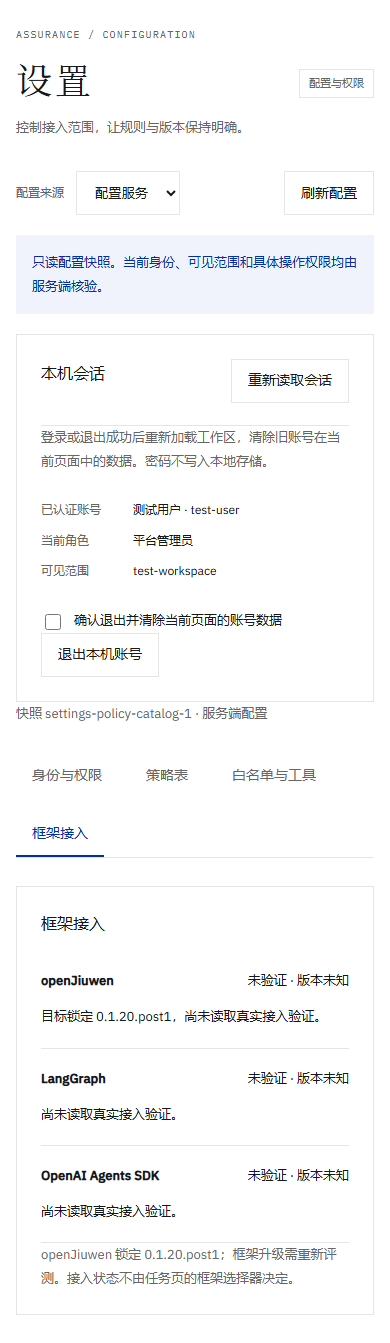 ASSURANCE / CONFIGURATION
设置
配置与权限
控制接入范围，让规则与版本保持明确。
配置来源
配置服务
刷新配置
只读配置快照。当前身份、可见范围和具体操作权限均由
服务端核验。
本机会话
重新读取会话
登录或退出成功后重新加载工作区，清除旧账号在当
前页面中的数据。密码不写入本地存储。
已认证账号 测试用户 · test-user
当前角色 平台管理员
可见范围 test-workspace
确认退出并清除当前页面的账号数据
退出本机账号
快照 settings-policy-catalog-1 · 服务端配置
身份与权限 策略表 白名单与工具
框架接入
框架接入
openJiuwen 未验证 · 版本未知
目标锁定 0.1.20.post1，尚未读取真实接入验证。
LangGraph 未验证 · 版本未知
尚未读取真实接入验证。
OpenAI Agents SDK 未验证 · 版本未知
尚未读取真实接入验证。
openJiuwen 锁定 0.1.20.post1；框架升级需重新评
测。接入状态不由任务页的框架选择器决定。